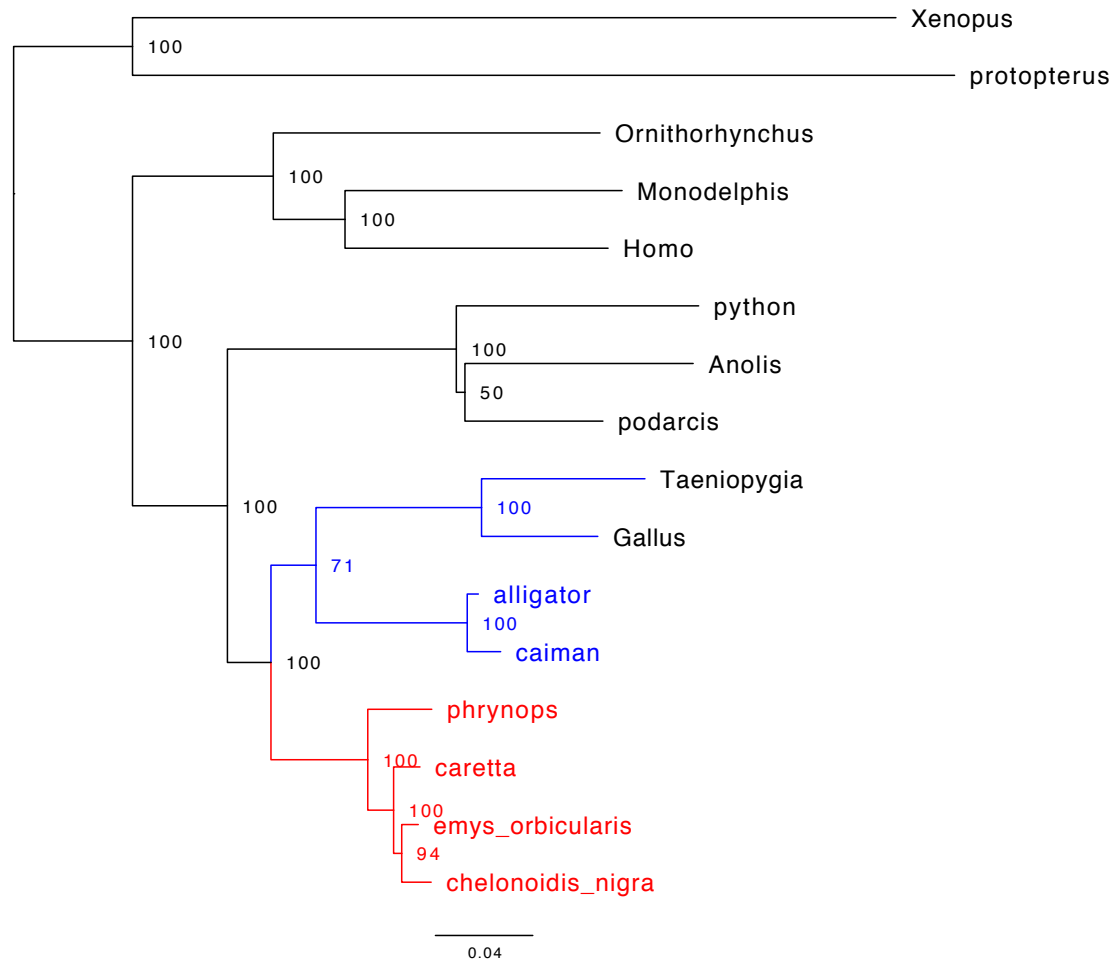 Xenopus
100
protopterus
Ornithorhynchus
100
Monodelphis
100
Homo
python
100
Anolis
50
podarcis
100
Taeniopygia
100
100
Gallus
71
alligator
100
caiman
100
phrynops
100
caretta
100
emys_orbicularis
94
chelonoidis_nigra
0.04